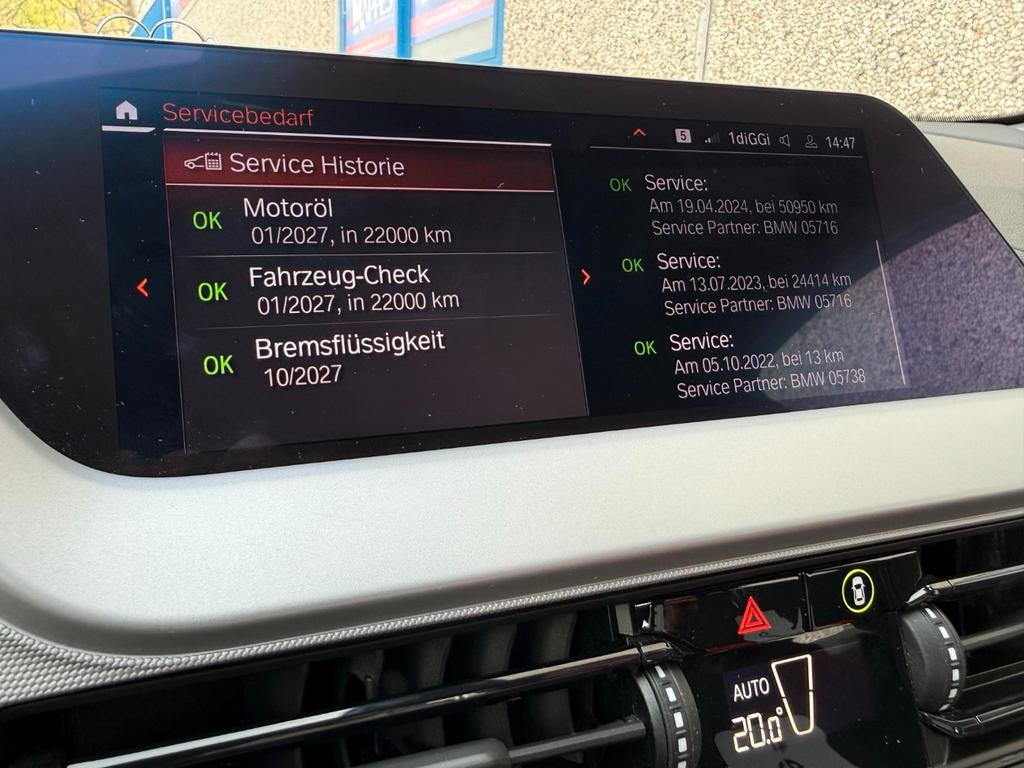 Servicebedarf
5 1diGGi 14:47
Service Historie
OK Motoröl
01/2027, in 22000 km
OK Fahrzeug-Check
01/2027, in 22000 km
OK Bremsflüssigkeit
10/2027
OK Service:
Am 19.04.2024, bei 50950 km
Service Partner: BMW 05716
OK Service:
Am 13.07.2023, bei 24414 km
Service Partner: BMW 05716
OK Service:
Am 05.10.2022, bei 13 km
Service Partner: BMW 05738
AUTO
20.0°